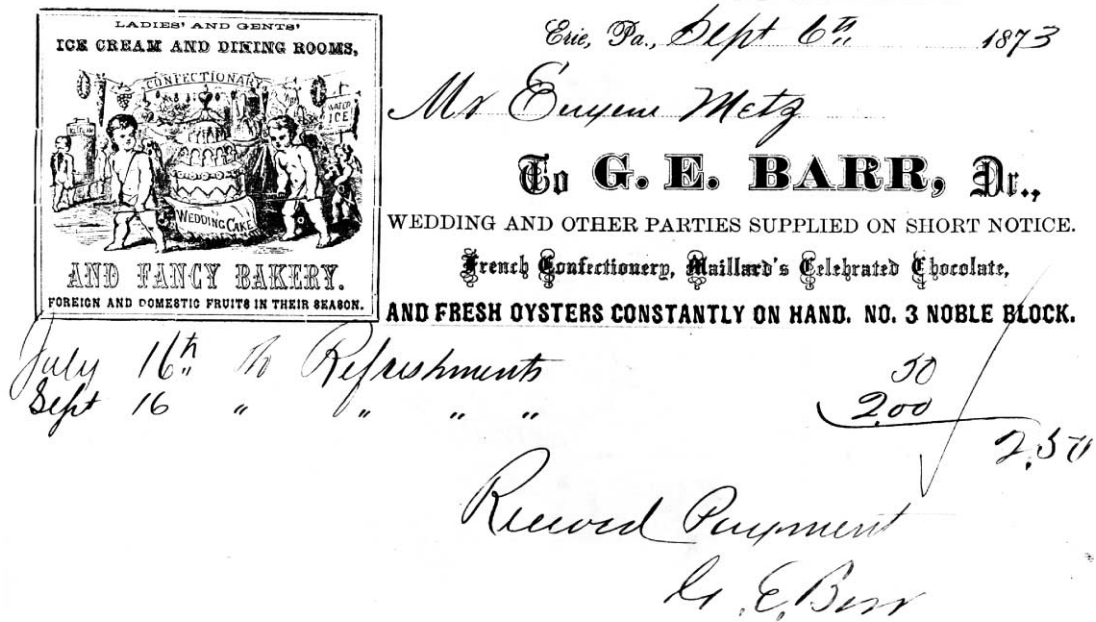 LADIES' AND GENTS'
ICE CREAM AND DINING ROOMS,
CONFECTIONARY
WATER
ICE
WEDDING CAKE
AND FANCY BAKERY.
FOREIGN AND DOMESTIC FRUITS IN THEIR SEASON.
Erie, Pa., Sept 6th 1873
Mr Eugene Metz
To G. E. BARR, Dr.,
WEDDING AND OTHER PARTIES SUPPLIED ON SHORT NOTICE.
French Confectionery, Maillard's Celebrated Chocolate,
AND FRESH OYSTERS CONSTANTLY ON HAND. NO. 3 NOBLE BLOCK.
July 16th To Refreshments 50
Sept 16 " " " " 2.00
2.50
Received Payment
G. E. Barr